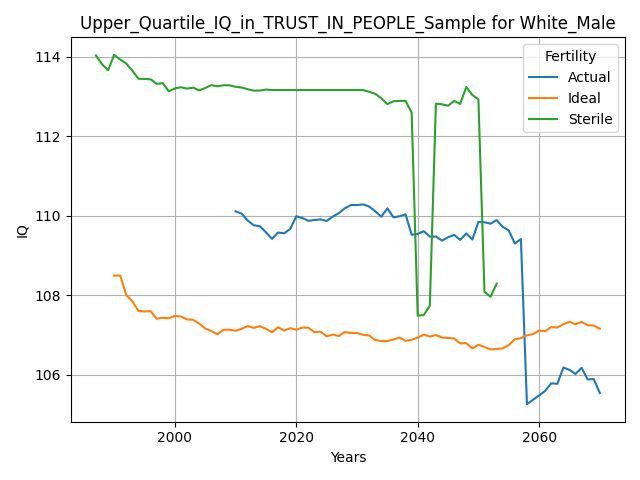 Upper_Quartile_IQ_in_TRUST_IN_PEOPLE_Sample for White_Male
Fertility
Actual
Ideal
Sterile
114
112
110
108
106
IQ
2000
2020
2040
2060
Years